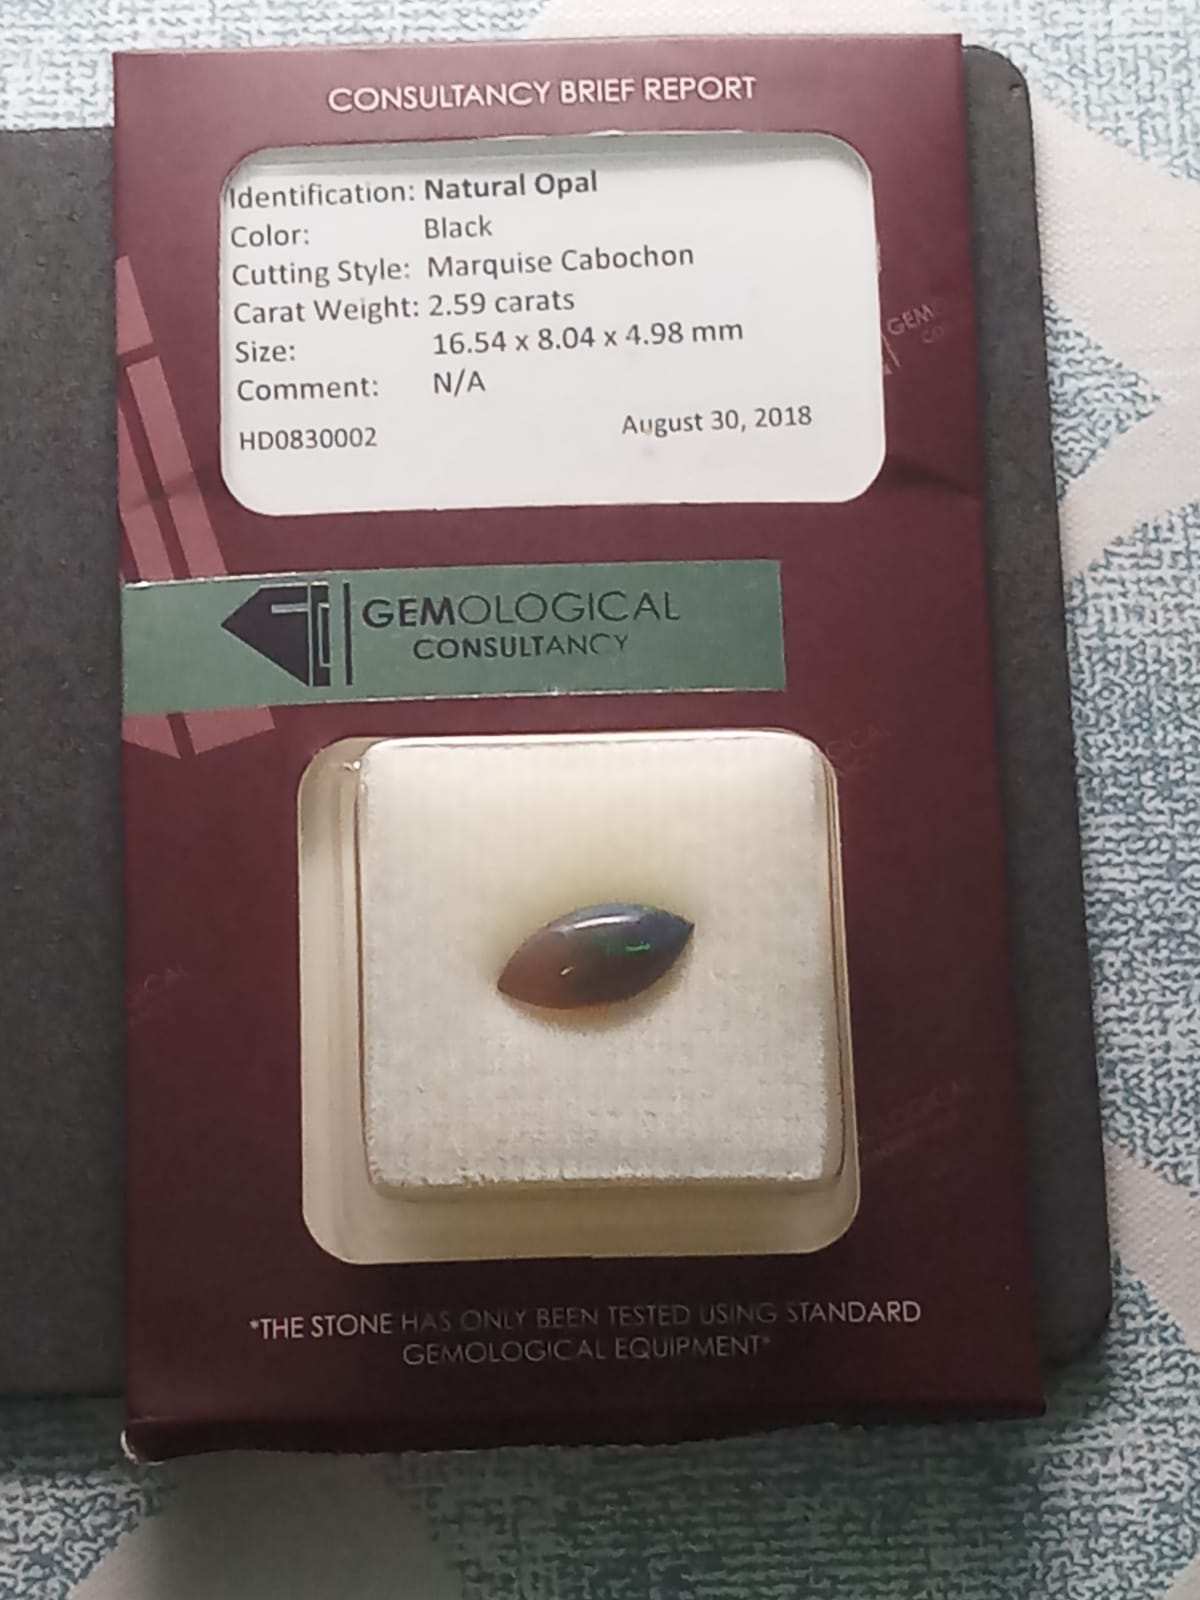 CONSULTANCY BRIEF REPORT
Identification: Natural Opal
Color: Black
Cutting Style: Marquise Cabochon
Carat Weight: 2.59 carats
Size: 16.54 x 8.04 x 4.98 mm
Comment: N/A
HD0830002 August 30, 2018
GEM
CO
GEMOLOGICAL
CONSULTANCY
*THE STONE HAS ONLY BEEN TESTED USING STANDARD
GEMOLOGICAL EQUIPMENT*